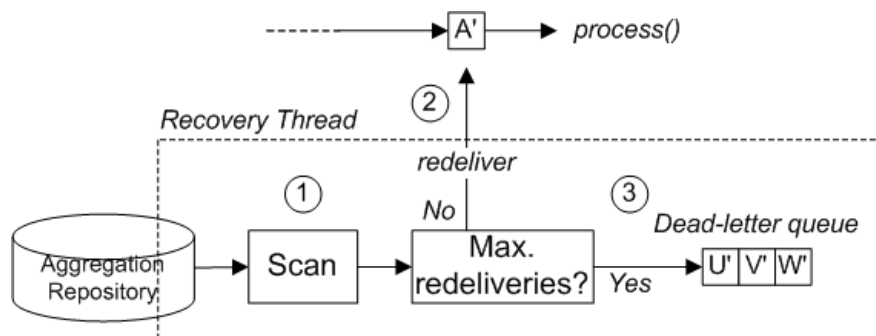 A' process()
2
Recovery Thread
redeliver
1
3
No
Dead-letter queue
Aggregation
Repository
Scan
Max.
redeliveries?
Yes
U' V' W'